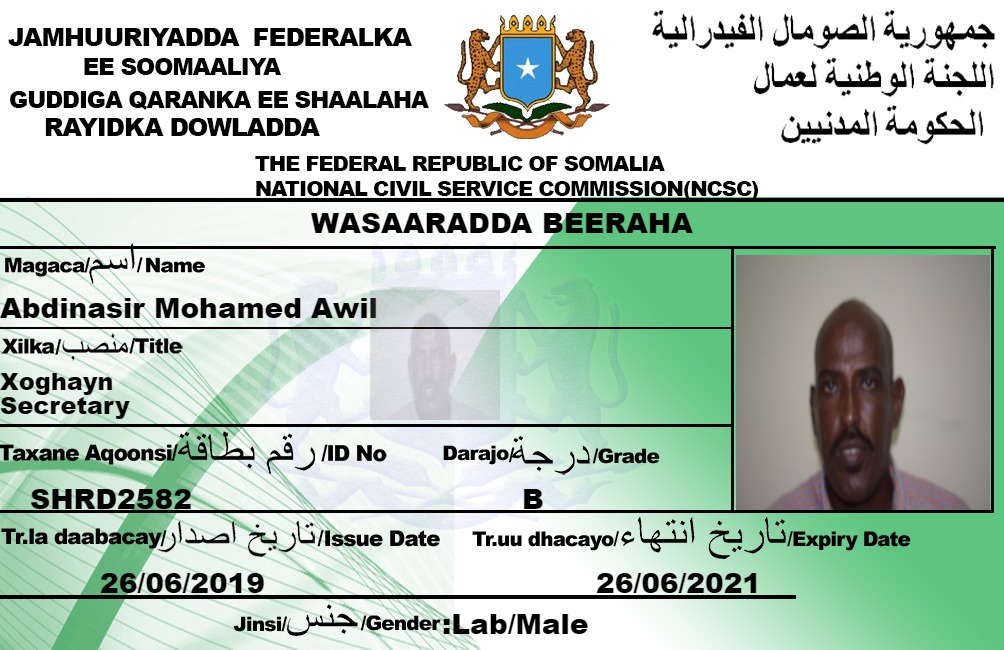 JAMHUURIYADDA FEDERALKA
EE SOOMAALIYA
GUDDIGA QARANKA EE SHAALAHA
RAYIDKA DOWLADDA
جمهورية الصومال الفيدرالية
اللجنة الوطنية لعمال
الحكومة المدنيين
THE FEDERAL REPUBLIC OF SOMALIA
NATIONAL CIVIL SERVICE COMMISSION(NCSC)
WASAARADDA BEERAHA
Magaca/اسم/Name
Abdinasir Mohamed Awil
Xilka/منصب/Title
Xoghayn
Secretary
Taxane Aqoonsi/رقم بطاقة/ID No
SHRD2582
Darajo/درجة/Grade
B
Tr.la daabacay/تاريخ اصدار/Issue Date
26/06/2019
Tr.uu dhacayo/تاريخ انتهاء/Expiry Date
26/06/2021
Jinsi/جنس/Gender:Lab/Male